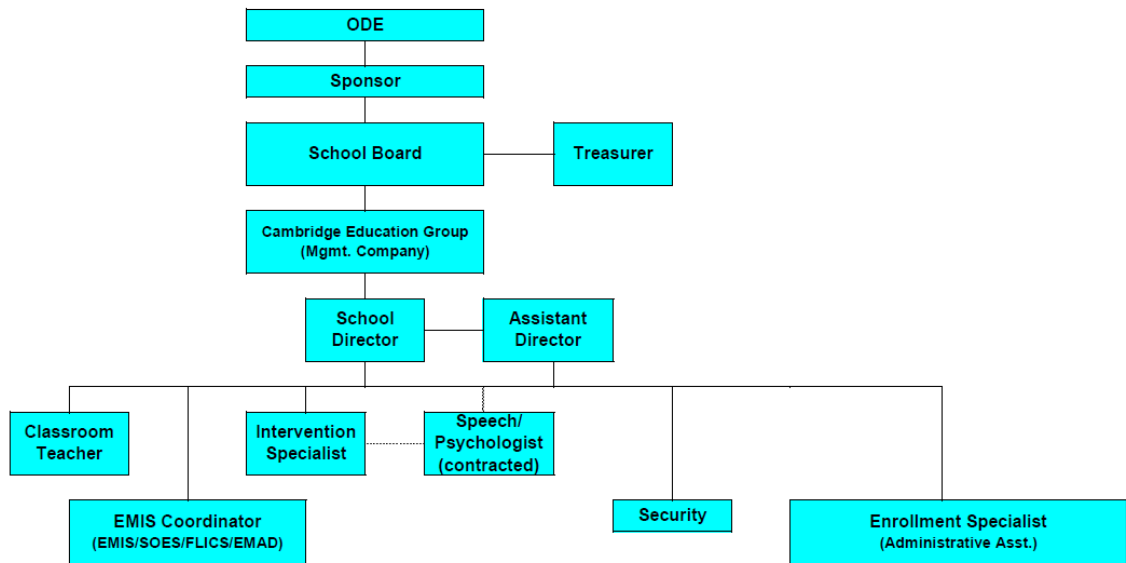 ODE
Sponsor
School Board
Treasurer
Cambridge Education Group
(Mgmt. Company)
School
Director
Assistant
Director
Classroom
Teacher
Intervention
Specialist
Speech/
Psychologist
(contracted)
EMIS Coordinator
(EMIS/SOES/FLICS/EMAD)
Security
Enrollment Specialist
(Administrative Asst.)